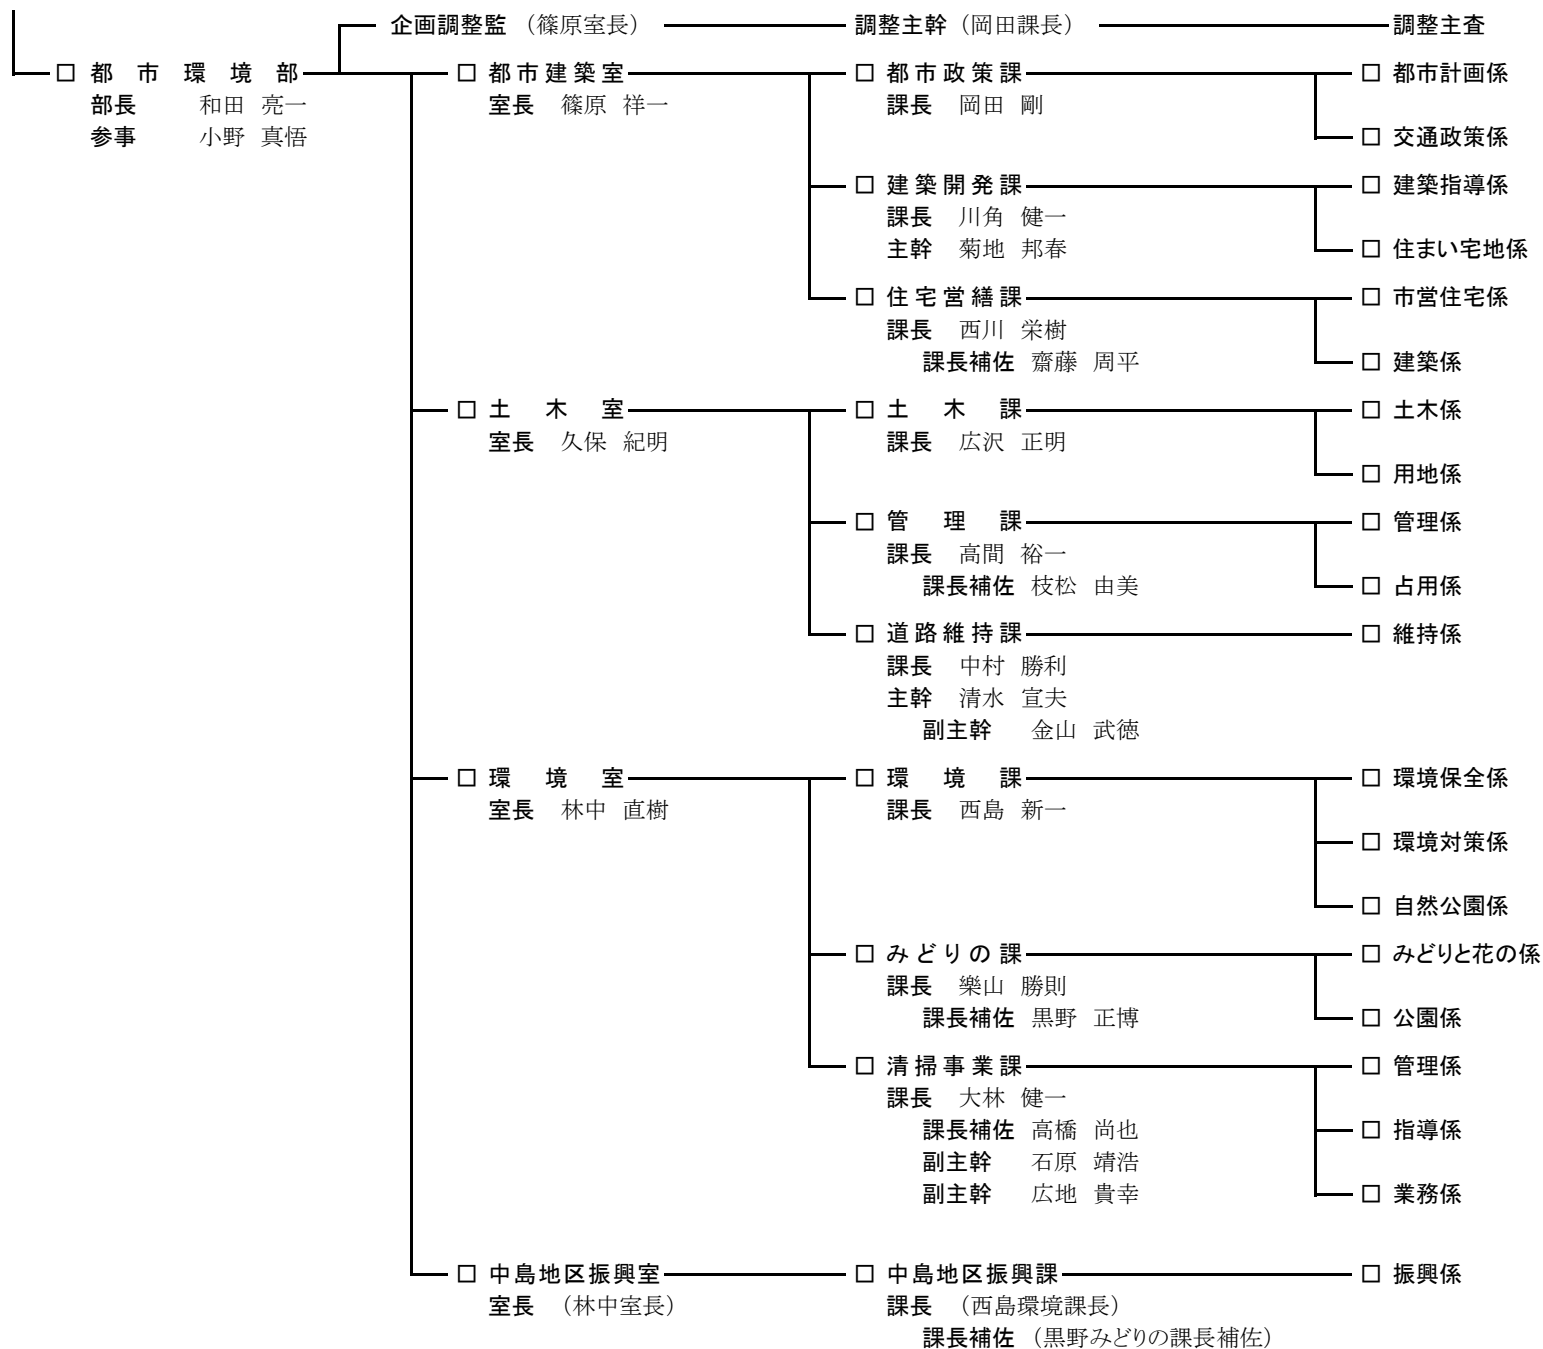 企画調整監 （篠原室長） 調整主幹 （岡田課長） 調整主査
□ 都市環境部 □ 都市建築室 □ 都市政策課 □ 都市計画係
部長 和田 亮一 室長 篠原 祥一 課長 岡田 剛
参事 小野 真悟 □ 交通政策係
□ 建築開発課 □ 建築指導係
課長 川角 健一
主幹 菊地 邦春 □ 住まい宅地係
□ 住宅営繕課 □ 市営住宅係
課長 西川 栄樹
課長補佐 齋藤 周平 □ 建築係
□ 土木室 □ 土木課 □ 土木係
室長 久保 紀明 課長 広沢 正明
□ 用地係
□ 管理課 □ 管理係
課長 高間 裕一
課長補佐 枝松 由美 □ 占用係
□ 道路維持課 □ 維持係
課長 中村 勝利
主幹 清水 宣夫
副主幹 金山 武徳
□ 環境室 □ 環境課 □ 環境保全係
室長 林中 直樹 課長 西島 新一
□ 環境対策係
□ 自然公園係
□ みどりの課 □ みどりと花の係
課長 樂山 勝則
課長補佐 黒野 正博 □ 公園係
□ 清掃事業課 □ 管理係
課長 大林 健一
課長補佐 高橋 尚也 □ 指導係
副主幹 石原 靖浩
副主幹 広地 貴幸 □ 業務係
□ 中島地区振興室 □ 中島地区振興課 □ 振興係
室長 （林中室長） 課長 （西島環境課長）
課長補佐 （黒野みどりの課長補佐）